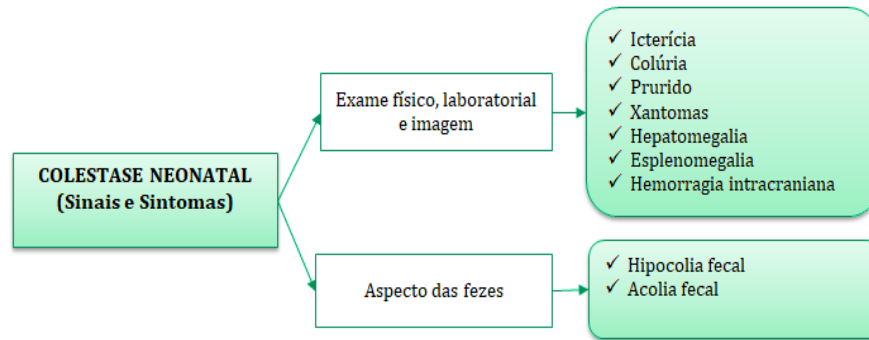 COLESTASE NEONATAL
(Sinais e Sintomas)
Exame físico, laboratorial
e imagem
✓ Icterícia
✓ Colúria
✓ Prurido
✓ Xantomas
✓ Hepatomegalia
✓ Esplenomegalia
✓ Hemorragia intracraniana
Aspecto das fezes
✓ Hipocolia fecal
✓ Acolia fecal